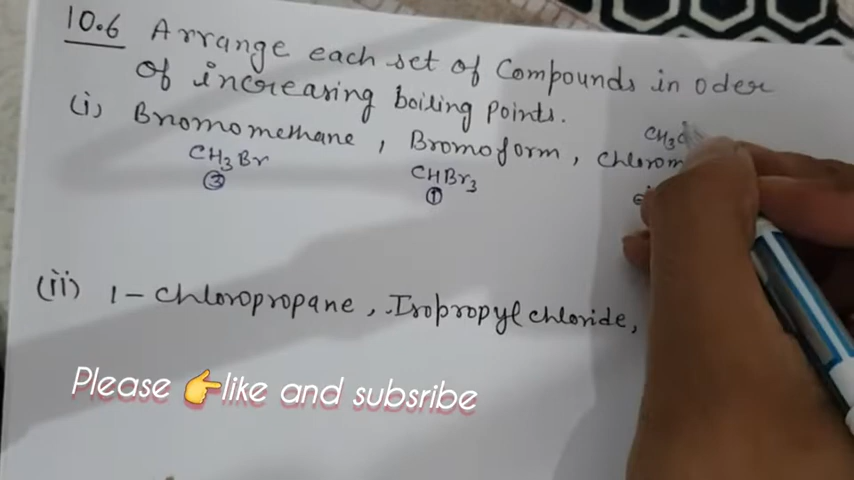 10.6 Arrange each set of Compounds in oder
of increasing boiling points.
(i) Bromomethane, Bromoform, Chlorom
CH3Br
CHBr3
CH3
③
①
(ii) 1-Chloropropane, Isopropyl chloride,
Please 👉like and subsribe